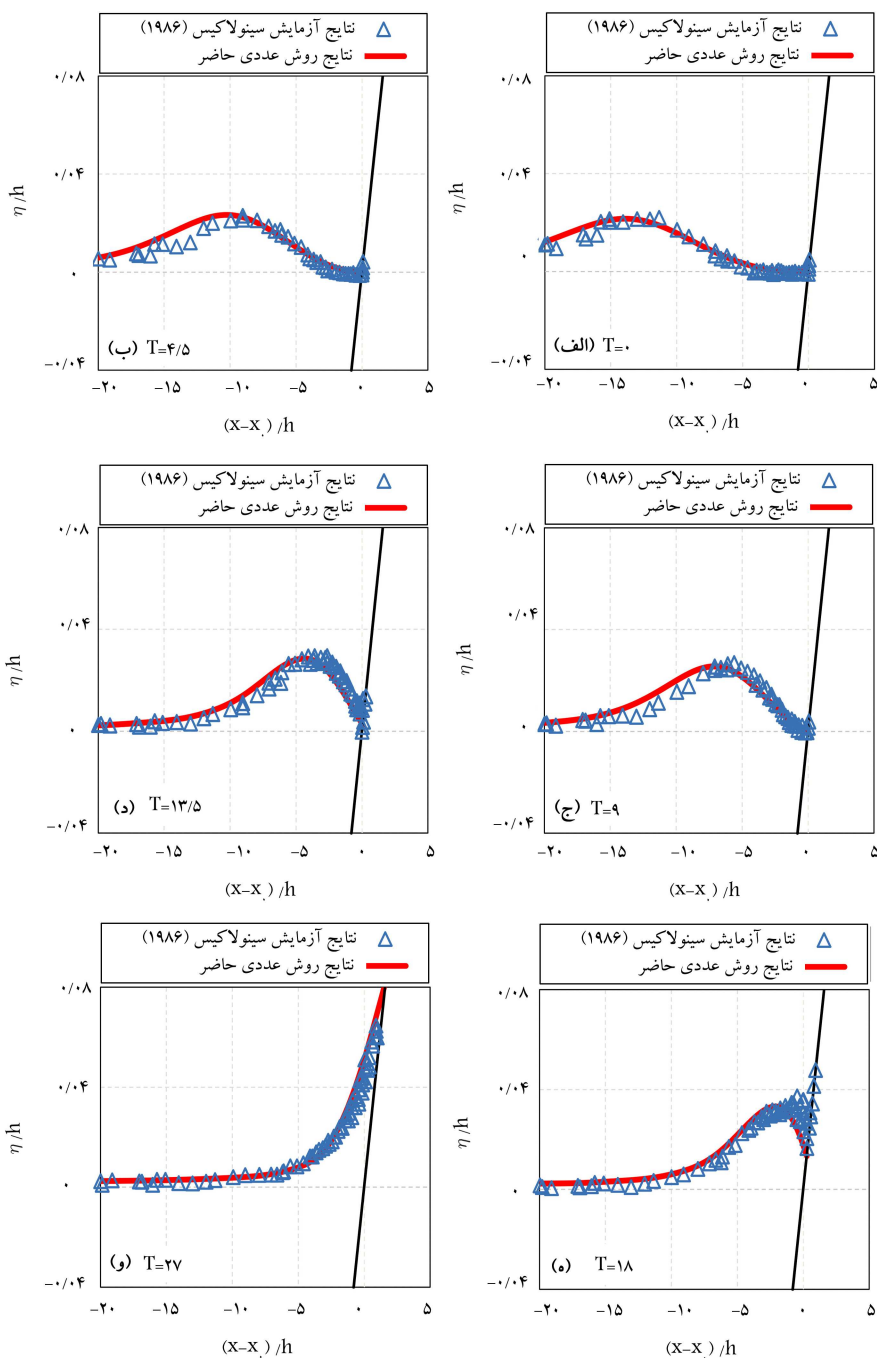 نتایج آزمایش سینولاکیس (۱۹۸۶)
نتایج روش عددی حاضر
۰/۰۸
۰/۰۴
۰
-۰/۰۴
η/h
(الف) T=۰
-۲۰ -۱۵ -۱۰ -۵ ۰ ۵
(x-x۰)/h
نتایج آزمایش سینولاکیس (۱۹۸۶)
نتایج روش عددی حاضر
۰/۰۸
۰/۰۴
۰
-۰/۰۴
η/h
(ب) T=۴/۵
-۲۰ -۱۵ -۱۰ -۵ ۰ ۵
(x-x۰)/h
نتایج آزمایش سینولاکیس (۱۹۸۶)
نتایج روش عددی حاضر
۰/۰۸
۰/۰۴
۰
-۰/۰۴
η/h
(ج) T=۹
-۲۰ -۱۵ -۱۰ -۵ ۰ ۵
(x-x۰)/h
نتایج آزمایش سینولاکیس (۱۹۸۶)
نتایج روش عددی حاضر
۰/۰۸
۰/۰۴
۰
-۰/۰۴
η/h
(د) T=۱۳/۵
-۲۰ -۱۵ -۱۰ -۵ ۰ ۵
(x-x۰)/h
نتایج آزمایش سینولاکیس (۱۹۸۶)
نتایج روش عددی حاضر
۰/۰۸
۰/۰۴
۰
-۰/۰۴
η/h
(ه) T=۱۸
-۲۰ -۱۵ -۱۰ -۵ ۰ ۵
(x-x۰)/h
نتایج آزمایش سینولاکیس (۱۹۸۶)
نتایج روش عددی حاضر
۰/۰۸
۰/۰۴
۰
-۰/۰۴
η/h
(و) T=۲۷
-۲۰ -۱۵ -۱۰ -۵ ۰ ۵
(x-x۰)/h